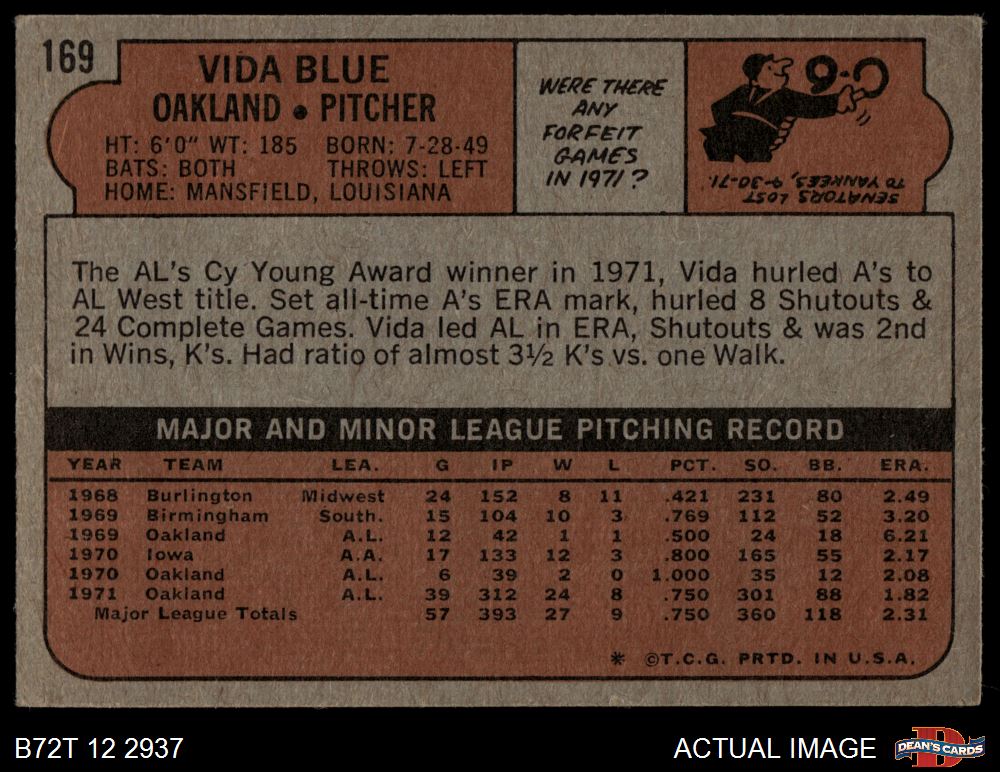 169
VIDA BLUE
OAKLAND • PITCHER
HT: 6'0" WT: 185 BORN: 7-28-49
BATS: BOTH THROWS: LEFT
HOME: MANSFIELD, LOUISIANA
WERE THERE
ANY
FORFEIT
GAMES
IN 1971?
9-0
SENATORS LOST
TO YANKEES, 9-30-71.
The AL's Cy Young Award winner in 1971, Vida hurled A's to
AL West title. Set all-time A's ERA mark, hurled 8 Shutouts &
24 Complete Games. Vida led AL in ERA, Shutouts & was 2nd
in Wins, K's. Had ratio of almost 3½ K's vs. one Walk.
MAJOR AND MINOR LEAGUE PITCHING RECORD
YEAR TEAM LEA. G IP W L PCT. SO. BB. ERA.
1968 Burlington Midwest 24 152 8 11 .421 231 80 2.49
1969 Birmingham South. 15 104 10 3 .769 112 52 3.20
1969 Oakland A.L. 12 42 1 1 .500 24 18 6.21
1970 Iowa A.A. 17 133 12 3 .800 165 55 2.17
1970 Oakland A.L. 6 39 2 0 1.000 35 12 2.08
1971 Oakland A.L. 39 312 24 8 .750 301 88 1.82
Major League Totals 57 393 27 9 .750 360 118 2.31
* ©T.C.G. PRTD. IN U.S.A.
B72T 12 2937
ACTUAL IMAGE
D
DEAN'S CARDS